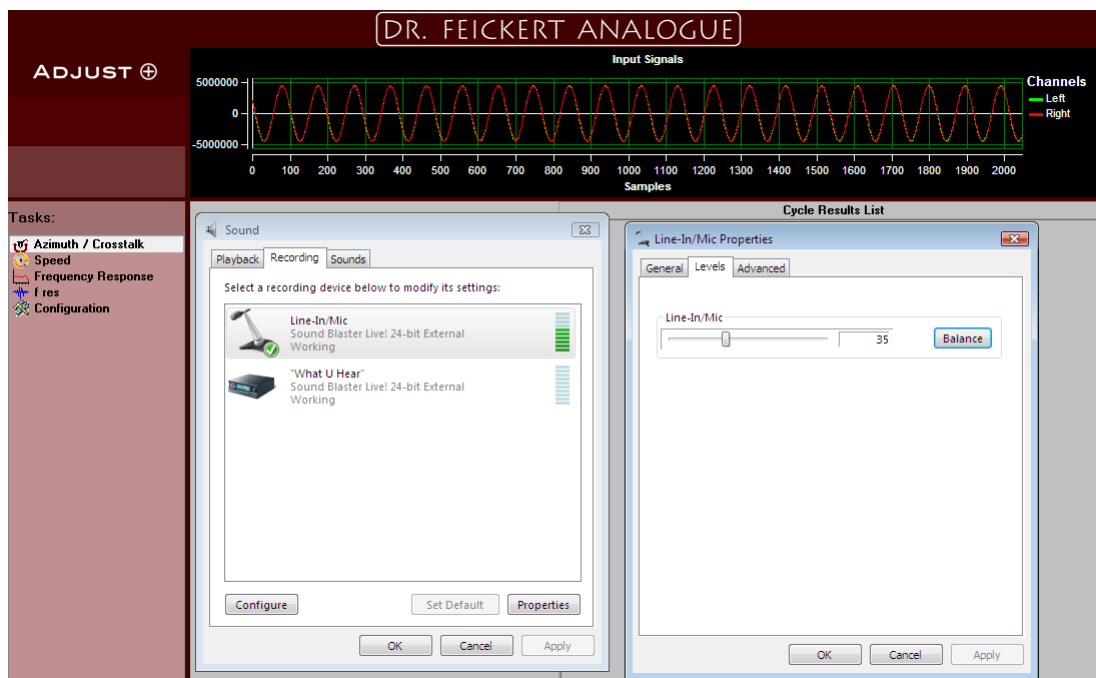 DR. FEICKERT ANALOGUE
ADJUST
Input Signals
5000000
0
-5000000
Channels
Left
Right
0 100 200 300 400 500 600 700 800 900 1000 1100 1200 1300 1400 1500 1600 1700 1800 1900 2000
Samples
Tasks:
Azimuth / Crosstalk
Speed
Frequency Response
f res
Configuration
Cycle Results List
Sound
Playback Recording Sounds
Select a recording device below to modify its settings:
Line-In/Mic
Sound Blaster Live! 24-bit External
Working
"What U Hear"
Sound Blaster Live! 24-bit External
Working
Configure Set Default Properties
OK Cancel Apply
Line-In/Mic Properties
General Levels Advanced
Line-In/Mic
35 Balance
OK Cancel Apply